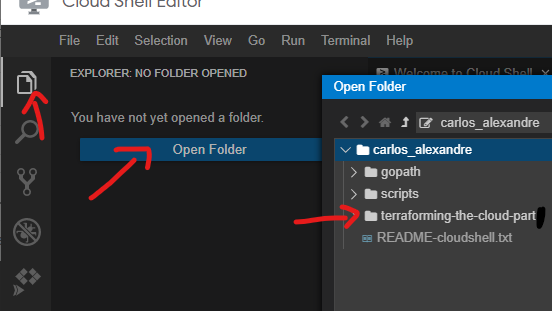 Cloud Shell Editor
File Edit Selection View Go Run Terminal Help
EXPLORER: NO FOLDER OPENED
Welcome to Cloud Shell
You have not yet opened a folder.
Open Folder
Open Folder
carlos_alexandre
carlos_alexandre
gopath
scripts
terraforming-the-cloud-part
README-cloudshell.txt